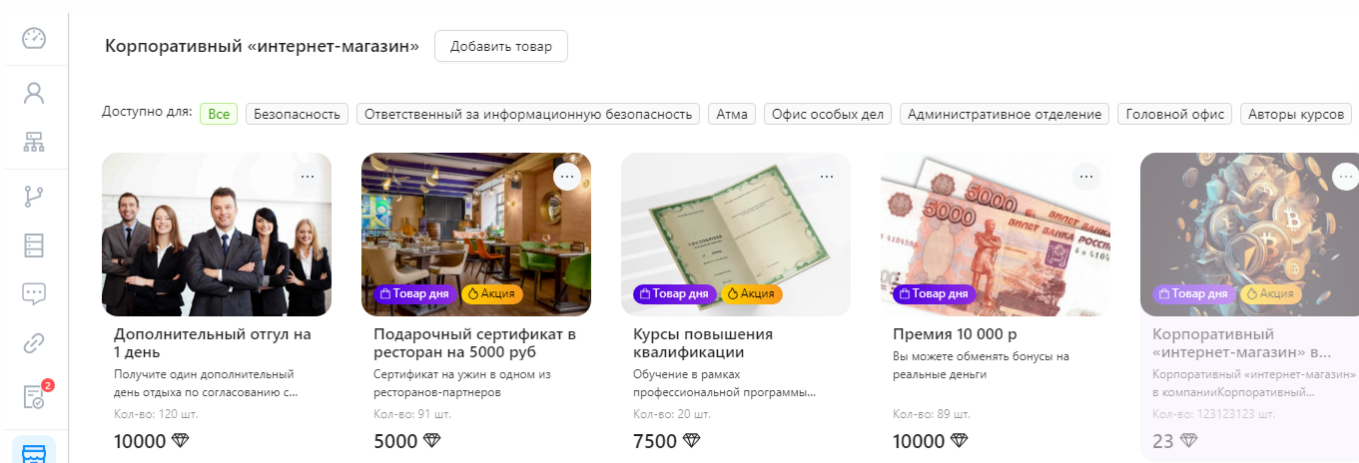 Корпоративный «интернет-магазин»
Добавить товар
Доступно для: Все Безопасность Ответственный за информационную безопасность Атма Офис особых дел Административное отделение Головной офис Авторы курсов
Товар дня Акция
Товар дня Акция
5000
5000
Товар дня
Товар дня Акция
Дополнительный отгул на
1 день
Получите один дополнительный
день отдыха по согласованию с...
Кол-во: 120 шт.
10000
Подарочный сертификат в
ресторан на 5000 руб
Сертификат на ужин в одном из
ресторанов-партнеров
Кол-во: 91 шт.
5000
Курсы повышения
квалификации
Обучение в рамках
профессиональной программы...
Кол-во: 20 шт.
7500
Премия 10 000 р
Вы можете обменять бонусы на
реальные деньги
Кол-во: 89 шт.
10000
Корпоративный
«интернет-магазин» в...
Корпоративный «интернет-магазин»
в компанииКорпоративный...
Кол-во: 123123123 шт.
23
2